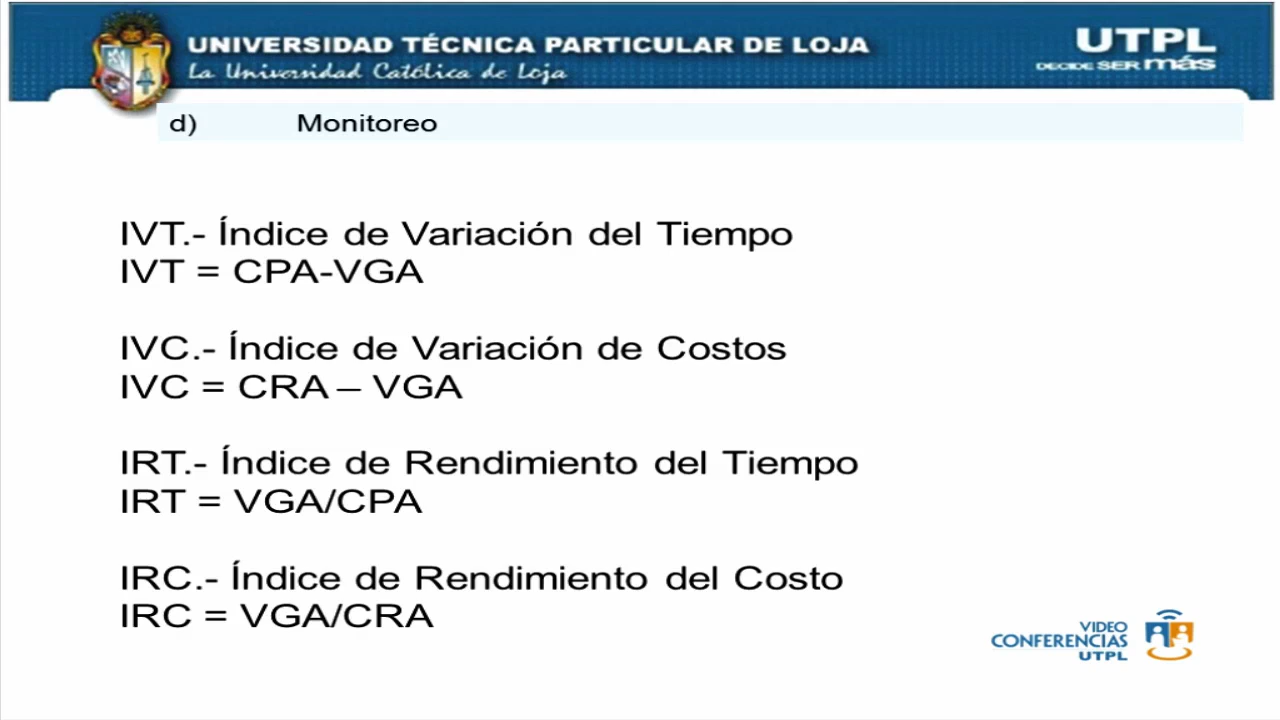 UNIVERSIDAD TÉCNICA PARTICULAR DE LOJA
La Universidad Católica de Loja
UTPL
DECIDE SER más
d) Monitoreo
IVT.- Índice de Variación del Tiempo
IVT = CPA-VGA
IVC.- Índice de Variación de Costos
IVC = CRA – VGA
IRT.- Índice de Rendimiento del Tiempo
IRT = VGA/CPA
IRC.- Índice de Rendimiento del Costo
IRC = VGA/CRA
VIDEO
CONFERENCIAS
UTPL